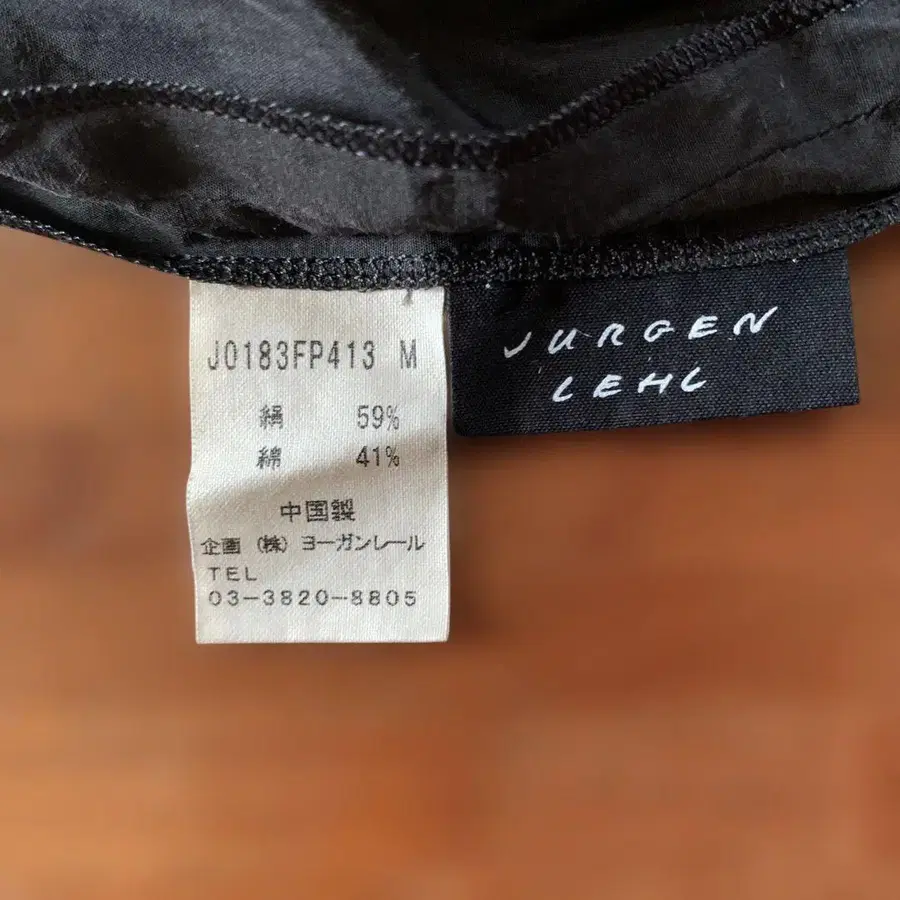 J0183FP413 M
絹 59%
綿 41%
中国製
企画 (株) ヨーガンレール
TEL
03-3820-8805
JURGEN
LEHL